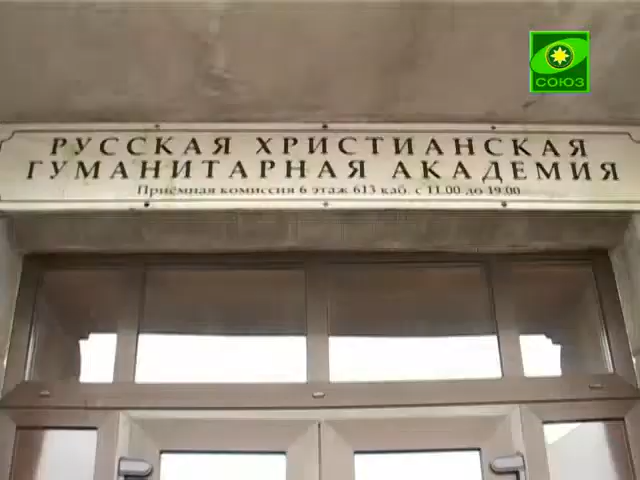 СОЮЗ
РУССКАЯ ХРИСТИАНСКАЯ
ГУМАНИТАРНАЯ АКАДЕМИЯ
Приёмная комиссия 6 этаж 613 каб. с 11.00 до 19.00